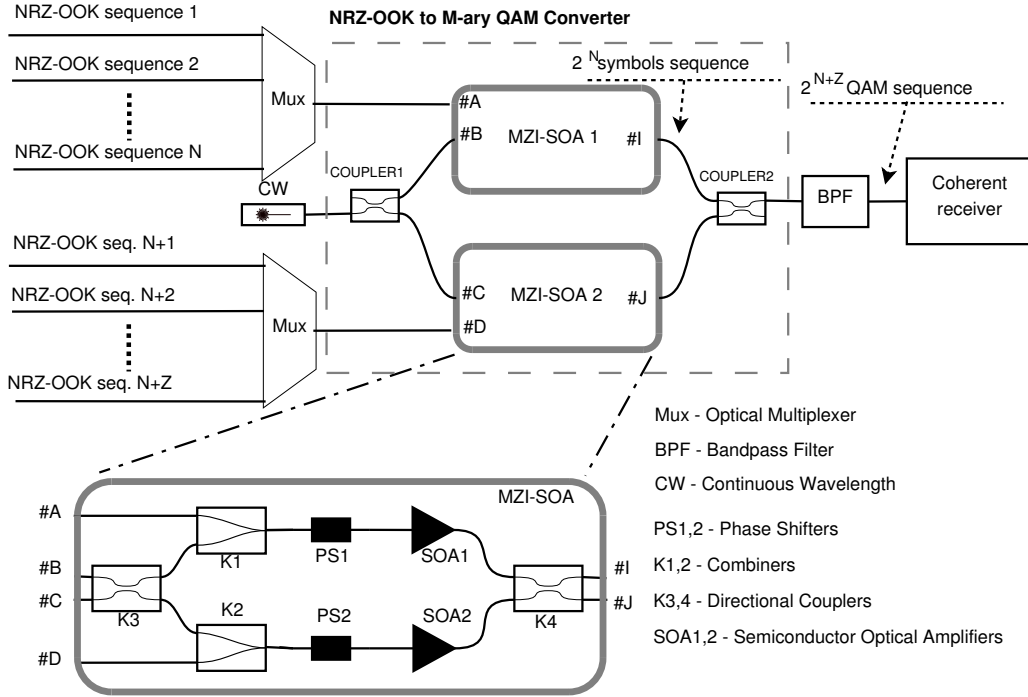 NRZ-OOK sequence 1
NRZ-OOK to M-ary QAM Converter
NRZ-OOK sequence 2
Mux
NRZ-OOK sequence N
2 N symbols sequence
2 N+Z QAM sequence
#A
#B
MZI-SOA 1
#I
CW
COUPLER1
COUPLER2
BPF
Coherent
receiver
NRZ-OOK seq. N+1
NRZ-OOK seq. N+2
Mux
NRZ-OOK seq. N+Z
#C
MZI-SOA 2
#J
#D
Mux - Optical Multiplexer
BPF - Bandpass Filter
CW - Continuous Wavelength
PS1,2 - Phase Shifters
K1,2 - Combiners
K3,4 - Directional Couplers
SOA1,2 - Semiconductor Optical Amplifiers
MZI-SOA
#A
K1
PS1
SOA1
#B
#I
#C
#J
K3
K2
PS2
SOA2
K4
#D